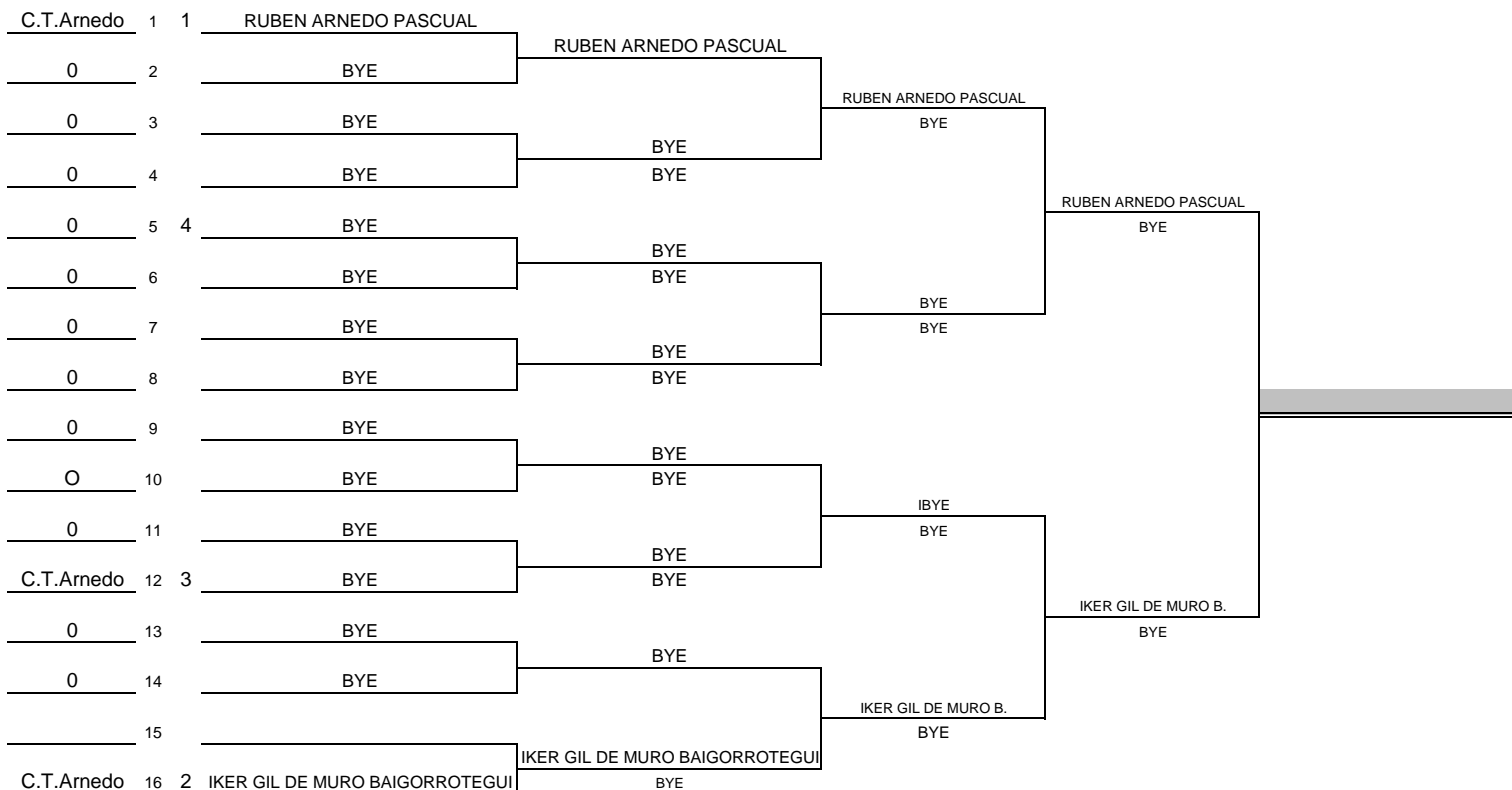 C.T.Arnedo 1 1 RUBEN ARNEDO PASCUAL
RUBEN ARNEDO PASCUAL
0 2 BYE
RUBEN ARNEDO PASCUAL
0 3 BYE BYE
BYE
0 4 BYE BYE
RUBEN ARNEDO PASCUAL
0 5 4 BYE BYE
BYE
0 6 BYE BYE
BYE
0 7 BYE BYE
BYE
0 8 BYE BYE
0 9 BYE
BYE
O 10 BYE BYE
IBYE
0 11 BYE BYE
BYE
C.T.Arnedo 12 3 BYE BYE
IKER GIL DE MURO B.
0 13 BYE BYE
BYE
0 14 BYE
IKER GIL DE MURO B.
15 BYE
IKER GIL DE MURO BAIGORROTEGUI
C.T.Arnedo 16 2 IKER GIL DE MURO BAIGORROTEGUI BYE